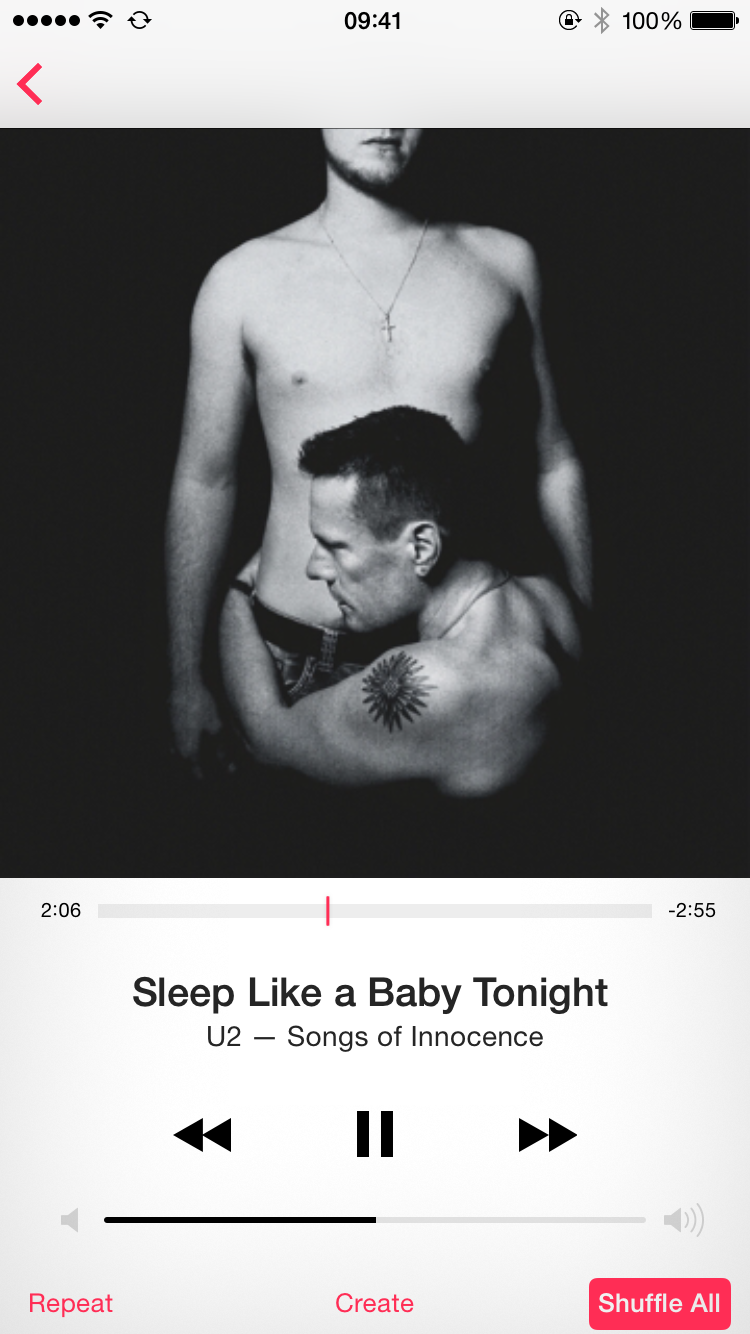 09:41 100%
2:06 -2:55
Sleep Like a Baby Tonight
U2 — Songs of Innocence
Repeat Create Shuffle All